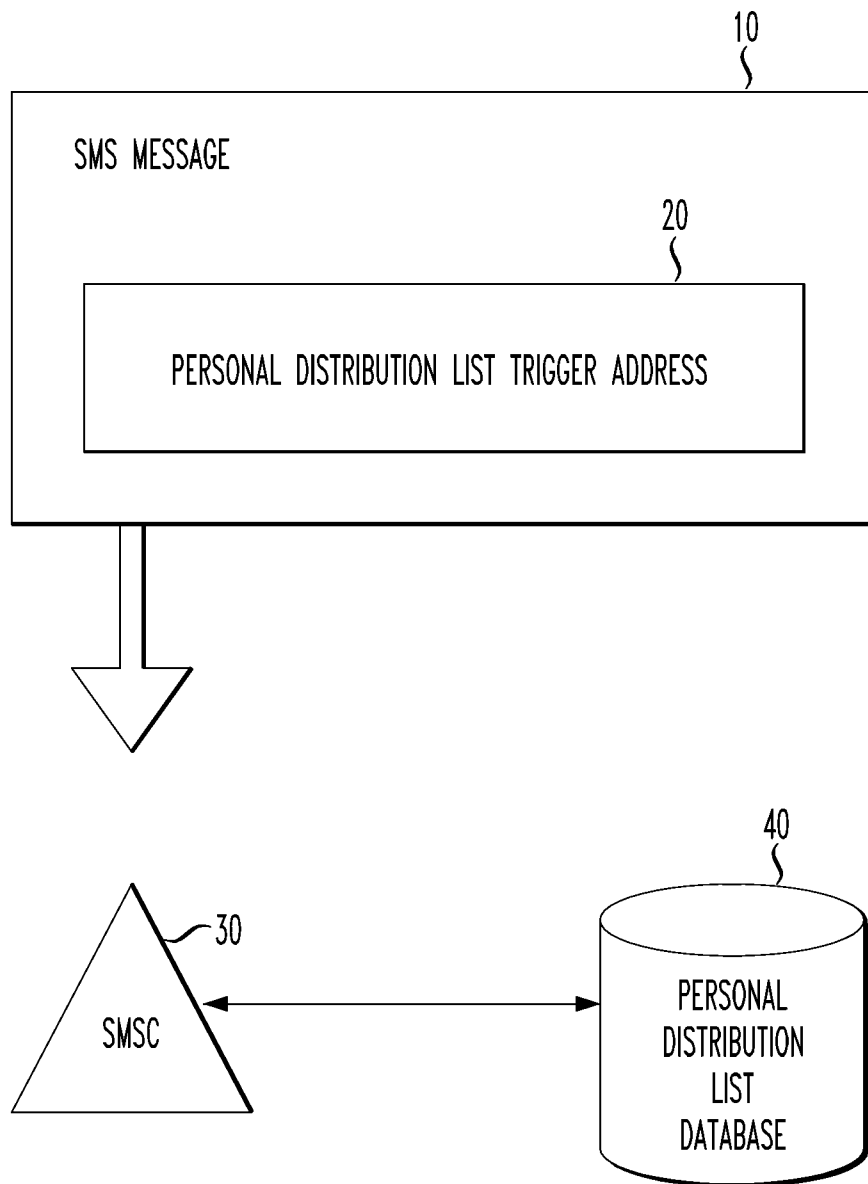 10
SMS MESSAGE
20
PERSONAL DISTRIBUTION LIST TRIGGER ADDRESS
40
30
SMSC
PERSONAL
DISTRIBUTION
LIST
DATABASE